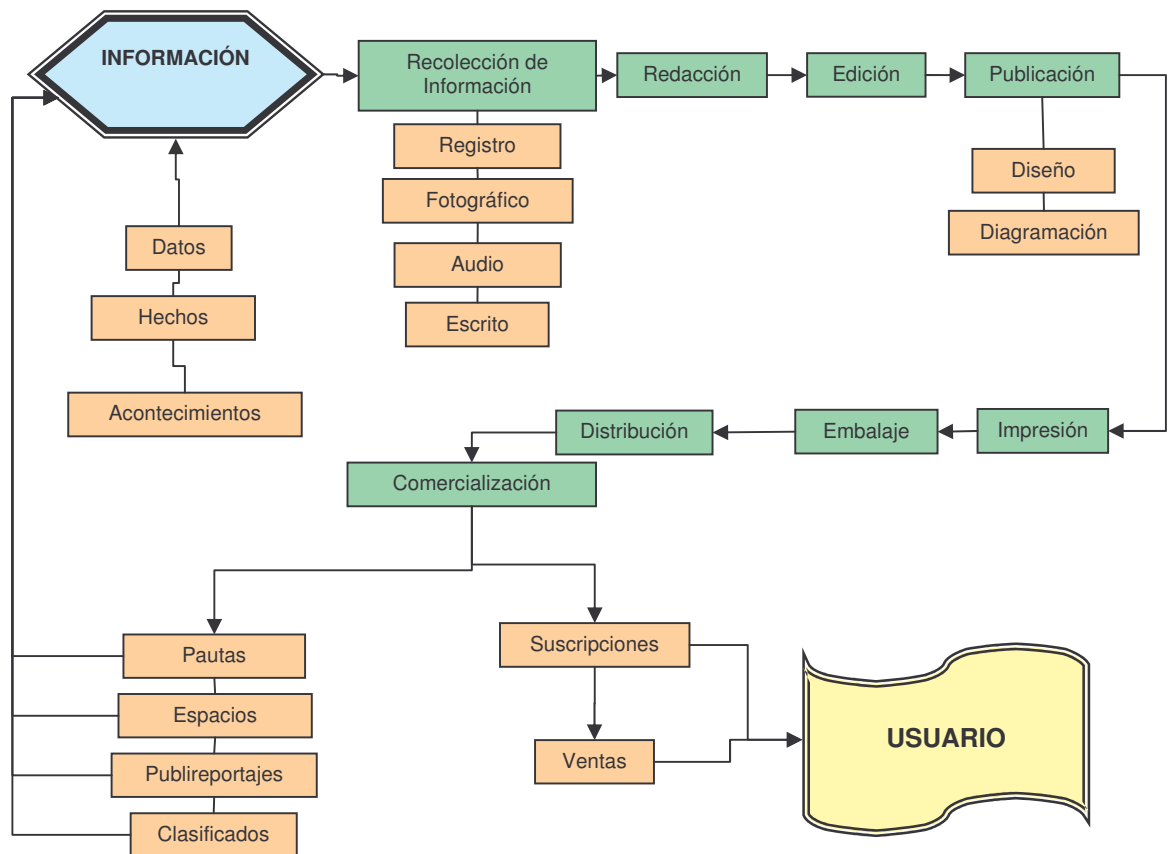 INFORMACIÓN
Recolección de
Información
Redacción
Edición
Publicación
Registro
Fotográfico
Audio
Escrito
Diseño
Diagramación
Datos
Hechos
Acontecimientos
Impresión
Embalaje
Distribución
Comercialización
Pautas
Espacios
Publireportajes
Clasificados
Suscripciones
Ventas
USUARIO